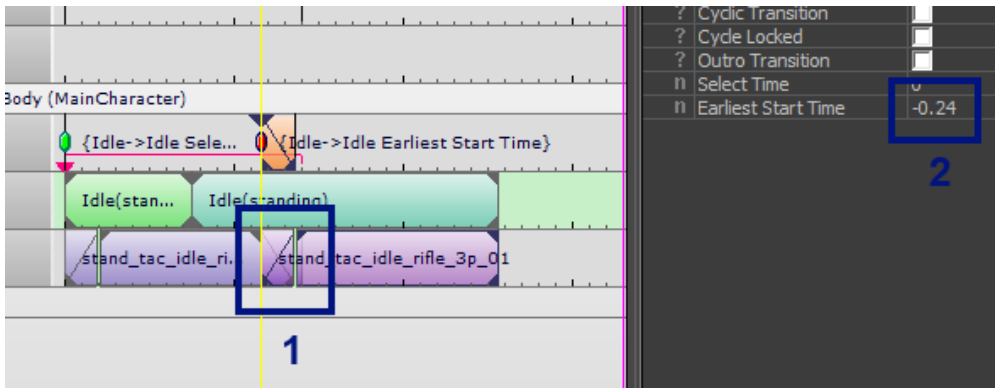 ? Cyclic Transition
? Cycle Locked
? Outro Transition
n Select Time 0
n Earliest Start Time -0.24
Body (MainCharacter)
{Idle->Idle Sele... {Idle->Idle Earliest Start Time}
Idle(stan... Idle(standing)
stand_tac_idle_ri... stand_tac_idle_rifle_3p_01
1
2